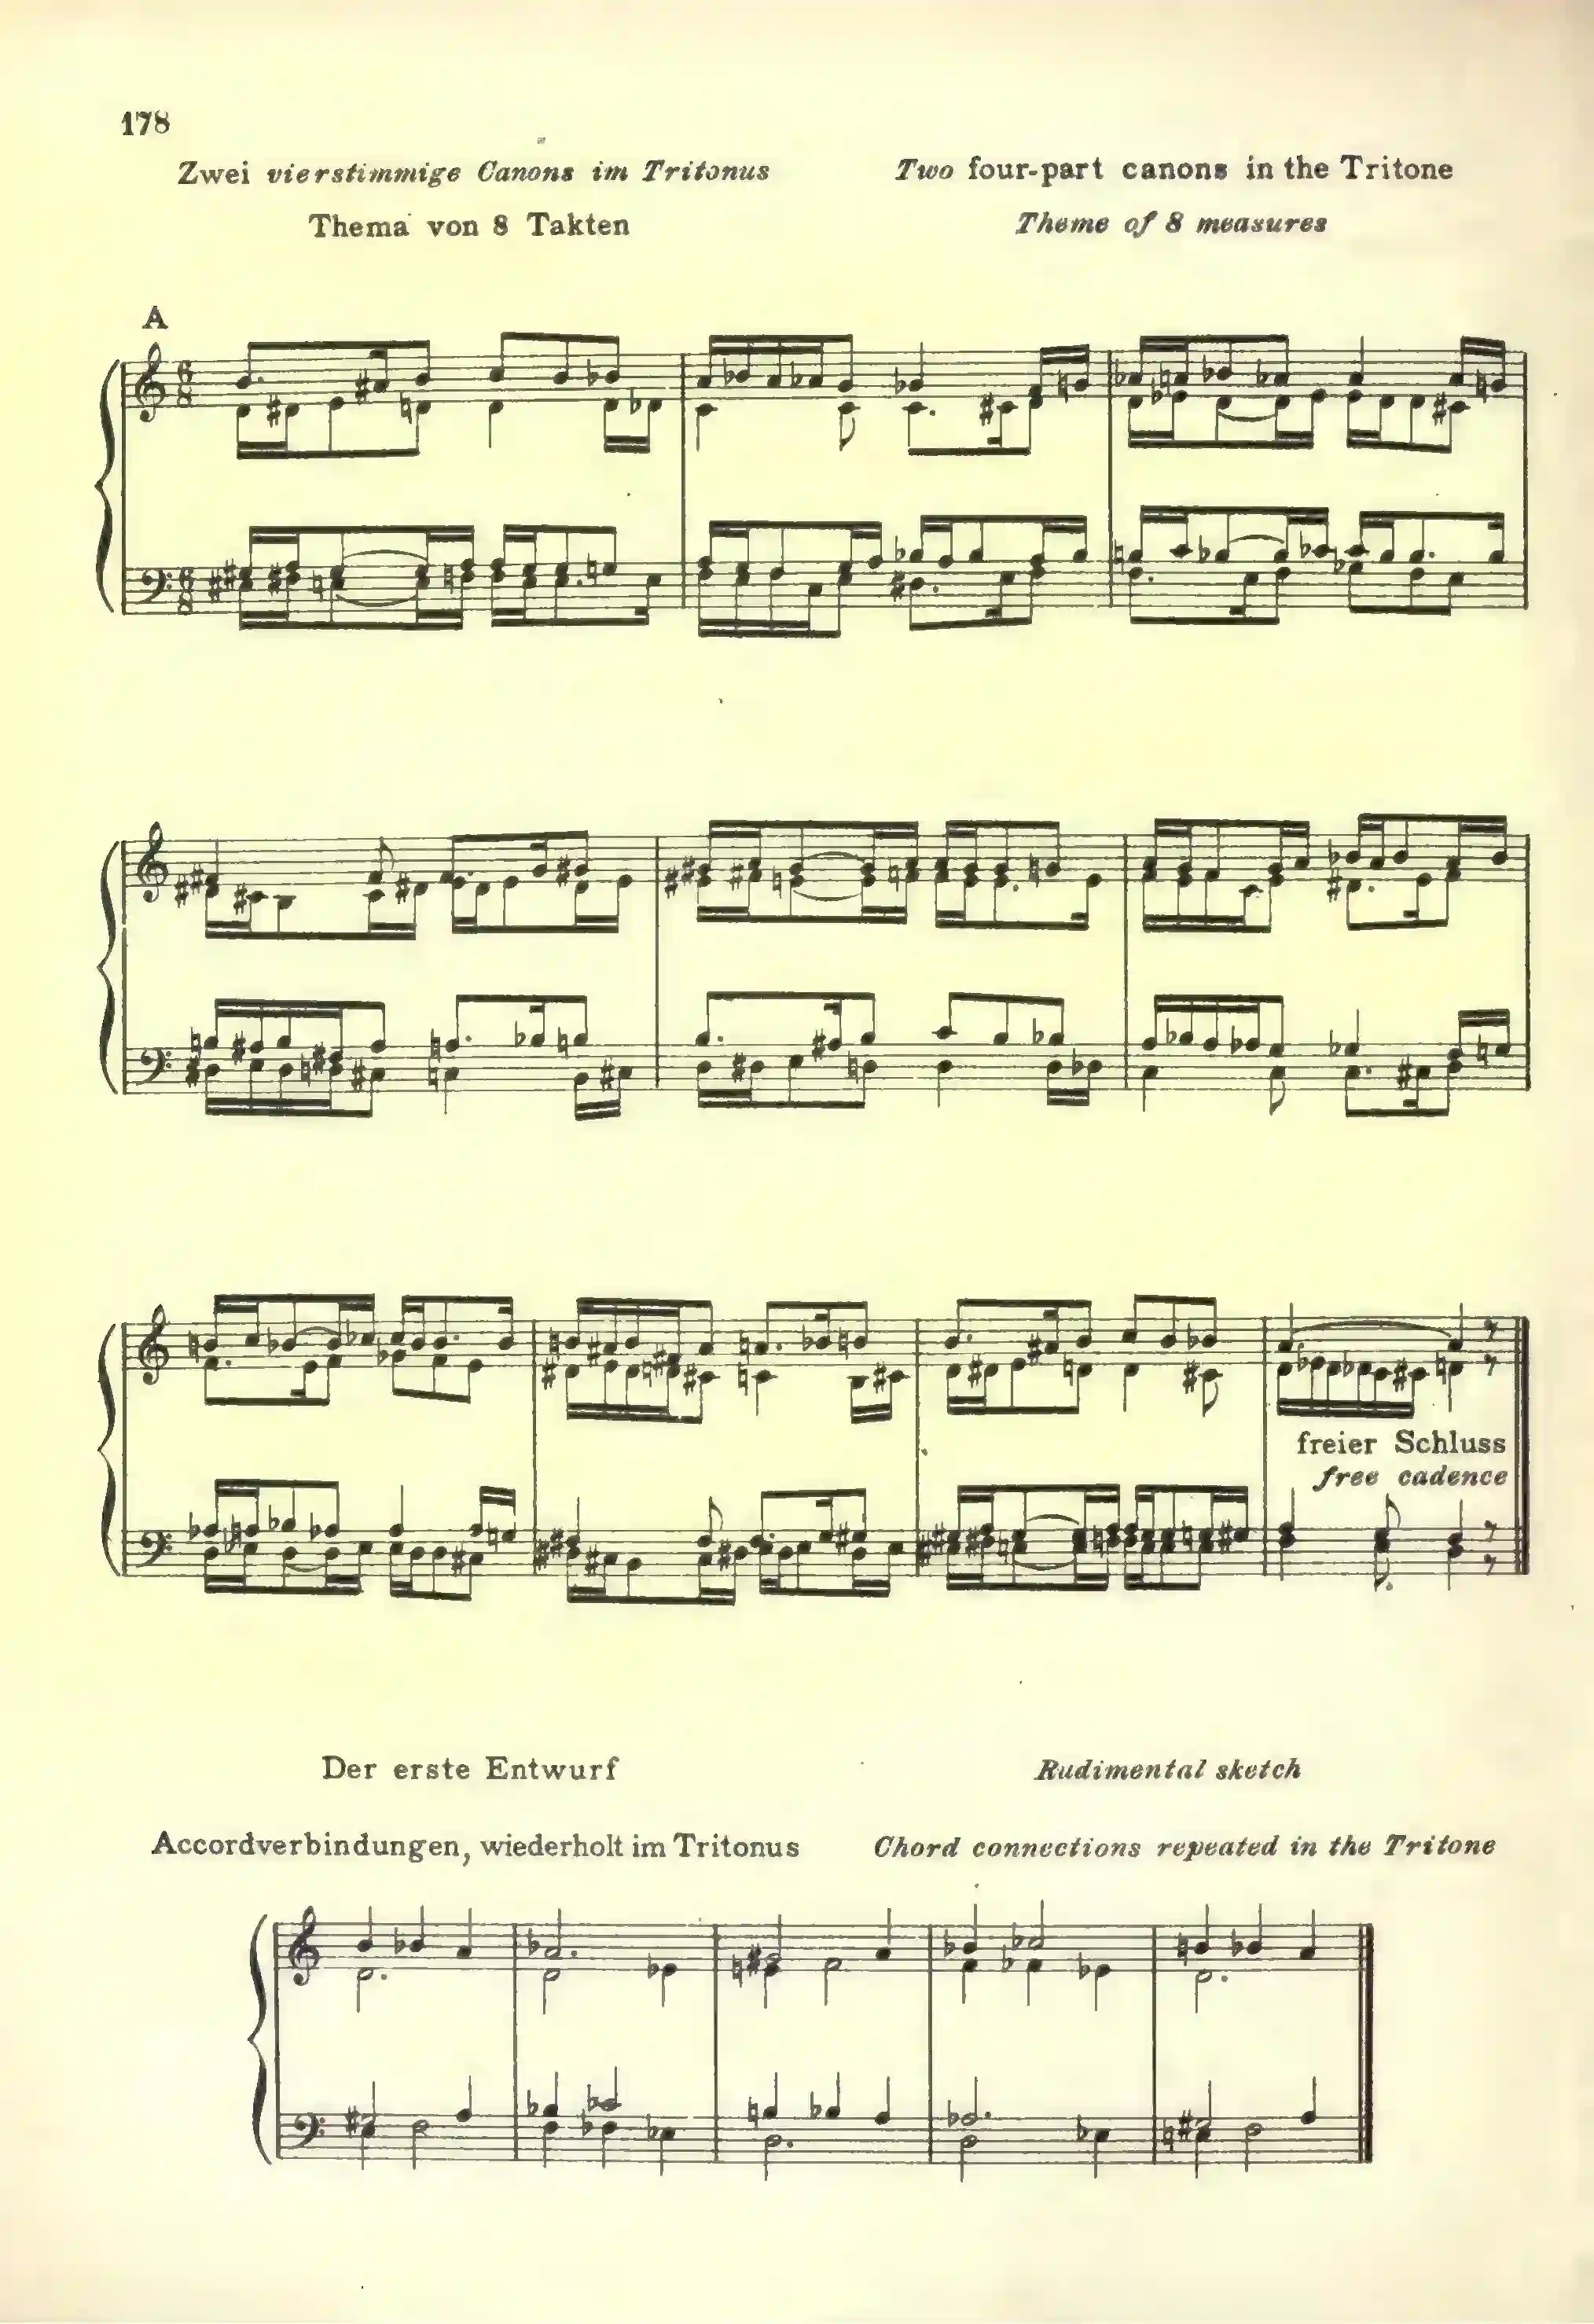 178
Zwei vierstimmige Canons im Tritonus
Two four-part canons in the Tritone
Thema von 8 Takten
Theme of 8 measures
A
6
8
6
8
freier Schluss
free cadence
Der erste Entwurf
Rudimental sketch
Accordverbindungen, wiederholt im Tritonus
Chord connections repeated in the Tritone